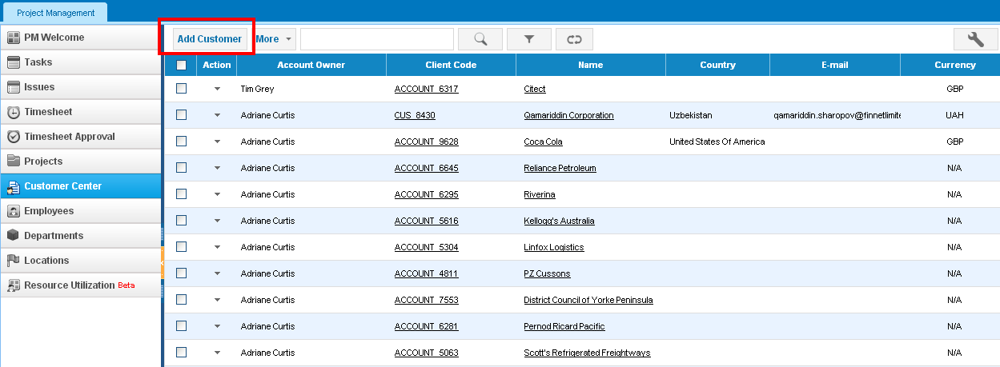 Project Management
PM Welcome
Tasks
Issues
Timesheet
Timesheet Approval
Projects
Customer Center
Employees
Departments
Locations
Resource Utilization Beta
Add Customer More
Action Account Owner Client Code Name Country E-mail Currency
Tim Grey ACCOUNT_6317 Citect GBP
Adriane Curtis CUS_8430 Qamariddin Corporation Uzbekistan qamariddin.sharopov@finnetlimite UAH
Adriane Curtis ACCOUNT_9628 Coca Cola United States Of America GBP
Adriane Curtis ACCOUNT_6645 Reliance Petroleum N/A
Adriane Curtis ACCOUNT_6295 Riverina N/A
Adriane Curtis ACCOUNT_5616 Kellogg's Australia N/A
Adriane Curtis ACCOUNT_5304 Linfox Logistics N/A
Adriane Curtis ACCOUNT_4811 PZ Cussons N/A
Adriane Curtis ACCOUNT_7553 District Council of Yorke Peninsula N/A
Adriane Curtis ACCOUNT_6281 Pernod Ricard Pacific N/A
Adriane Curtis ACCOUNT_5063 Scott's Refrigerated Freightways N/A